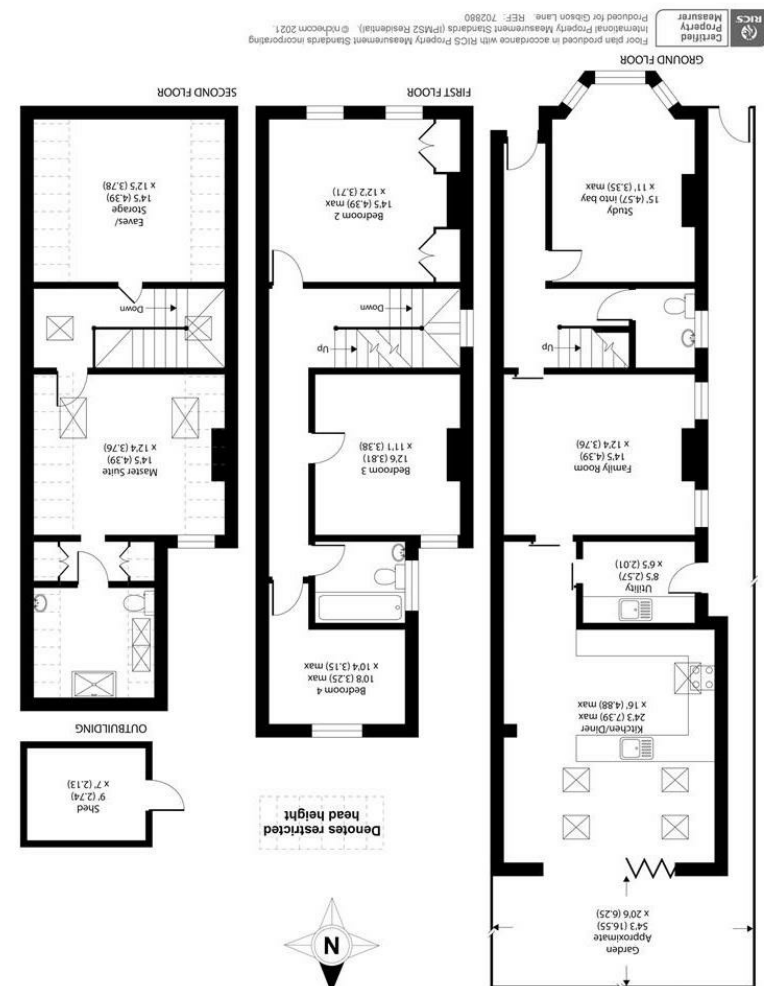 Garden
Approximate
54'3 (16.55)
x 20'6 (6.25)
Kitchen/Diner
24'3 (7.39) max
x 16' (4.88) max
Utility
8'5 (2.57)
x 6'5 (2.01)
Family Room
14'5 (4.39)
x 12'4 (3.76)
Up
Study
15' (4.57) into bay
x 11' (3.35) max
GROUND FLOOR
N
Denotes restricted
head height
Bedroom 4
10'8 (3.25) max
x 10'4 (3.15) max
Bedroom 3
12'6 (3.81)
x 11'1 (3.38)
Up
Down
Bedroom 2
14'5 (4.39) max
x 12'2 (3.71)
FIRST FLOOR
Shed
9' (2.74)
x 7' (2.13)
OUTBUILDING
Master Suite
14'5 (4.39)
x 12'4 (3.76)
Down
Eaves/
Storage
14'5 (4.39)
x 12'5 (3.78)
SECOND FLOOR
RICS
Certified
Property
Measurer
Floor plan produced in accordance with RICS Property Measurement Standards incorporating
International Property Measurement Standards (IPMS2 Residential). © nichecom 2021.
Produced for Gibson Lane. REF: 702880